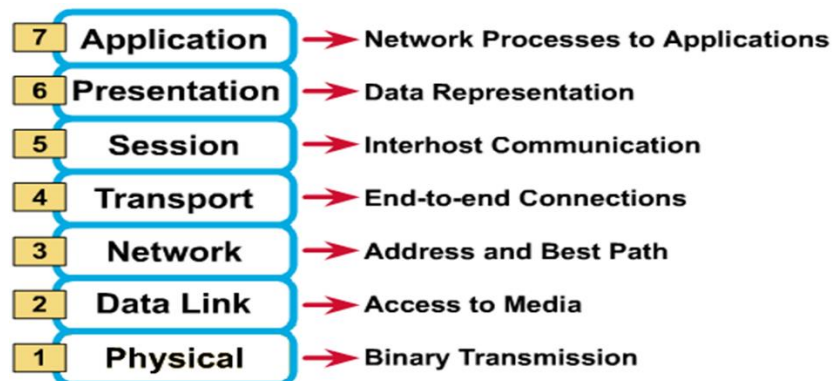 7 Application Network Processes to Applications
6 Presentation Data Representation
5 Session Interhost Communication
4 Transport End-to-end Connections
3 Network Address and Best Path
2 Data Link Access to Media
1 Physical Binary Transmission